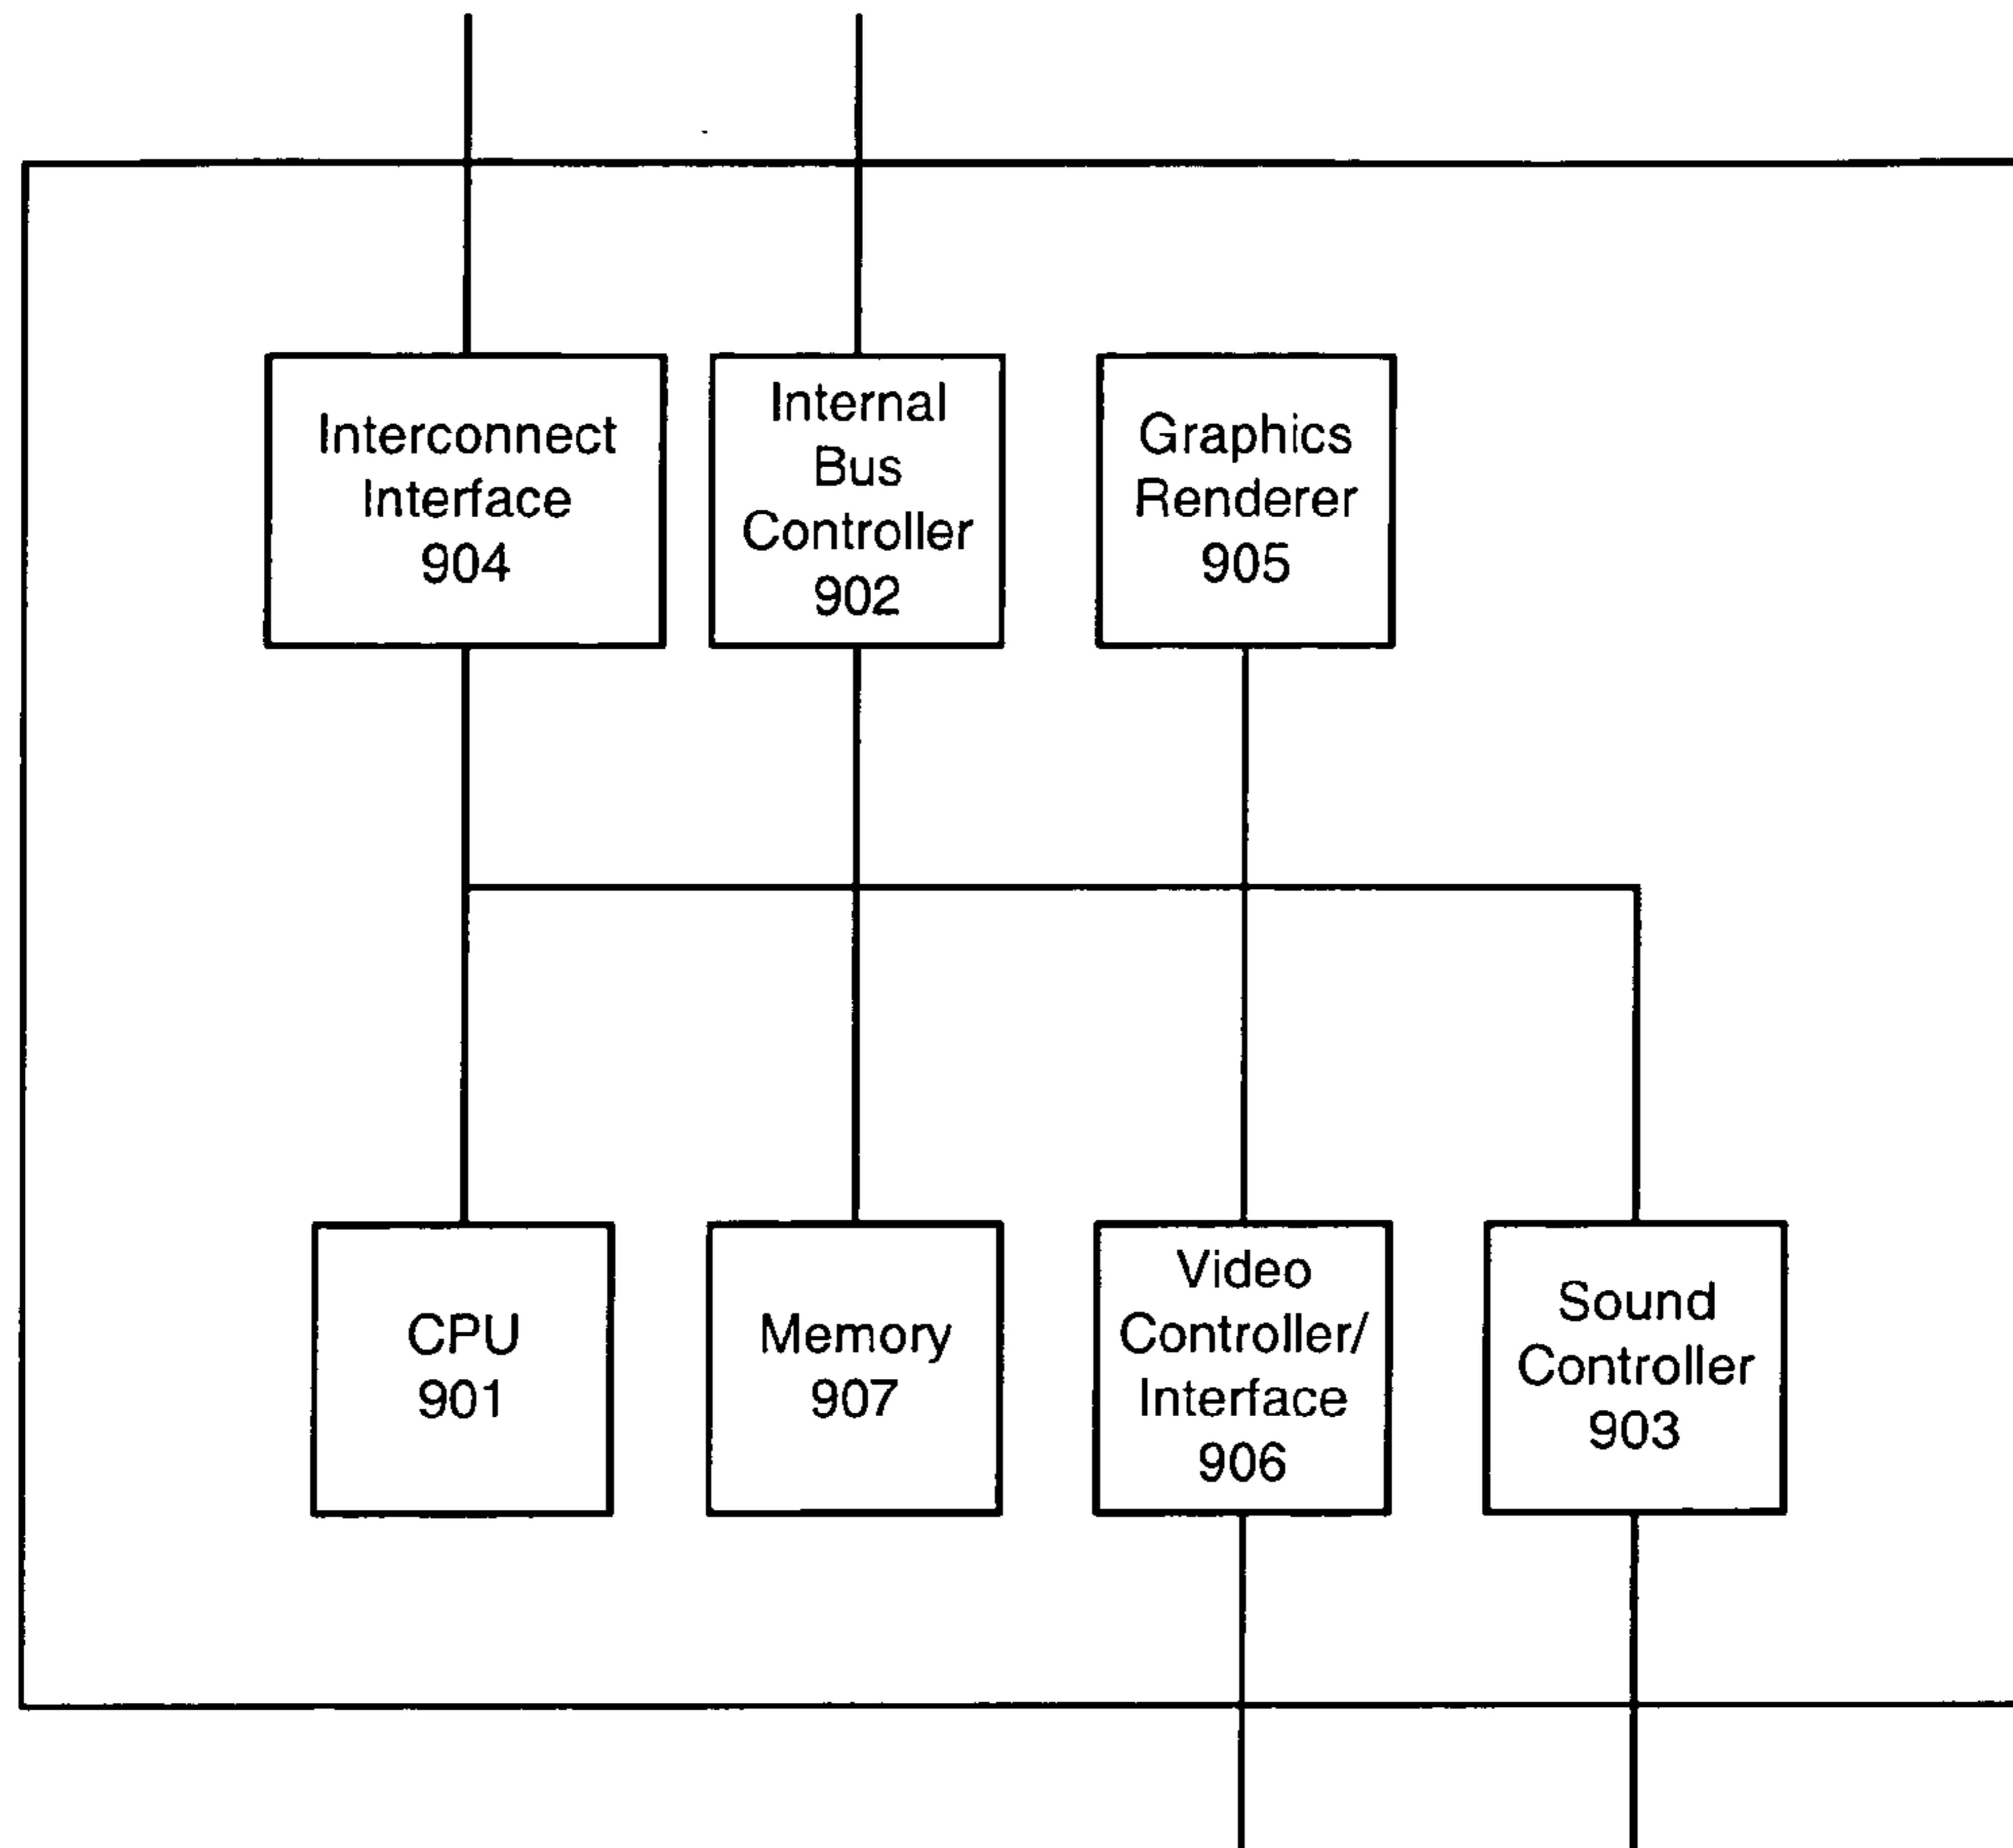 Interconnect
Interface
904
Internal
Bus
Controller
902
Graphics
Renderer
905
CPU
901
Memory
907
Video
Controller/
Interface
906
Sound
Controller
903